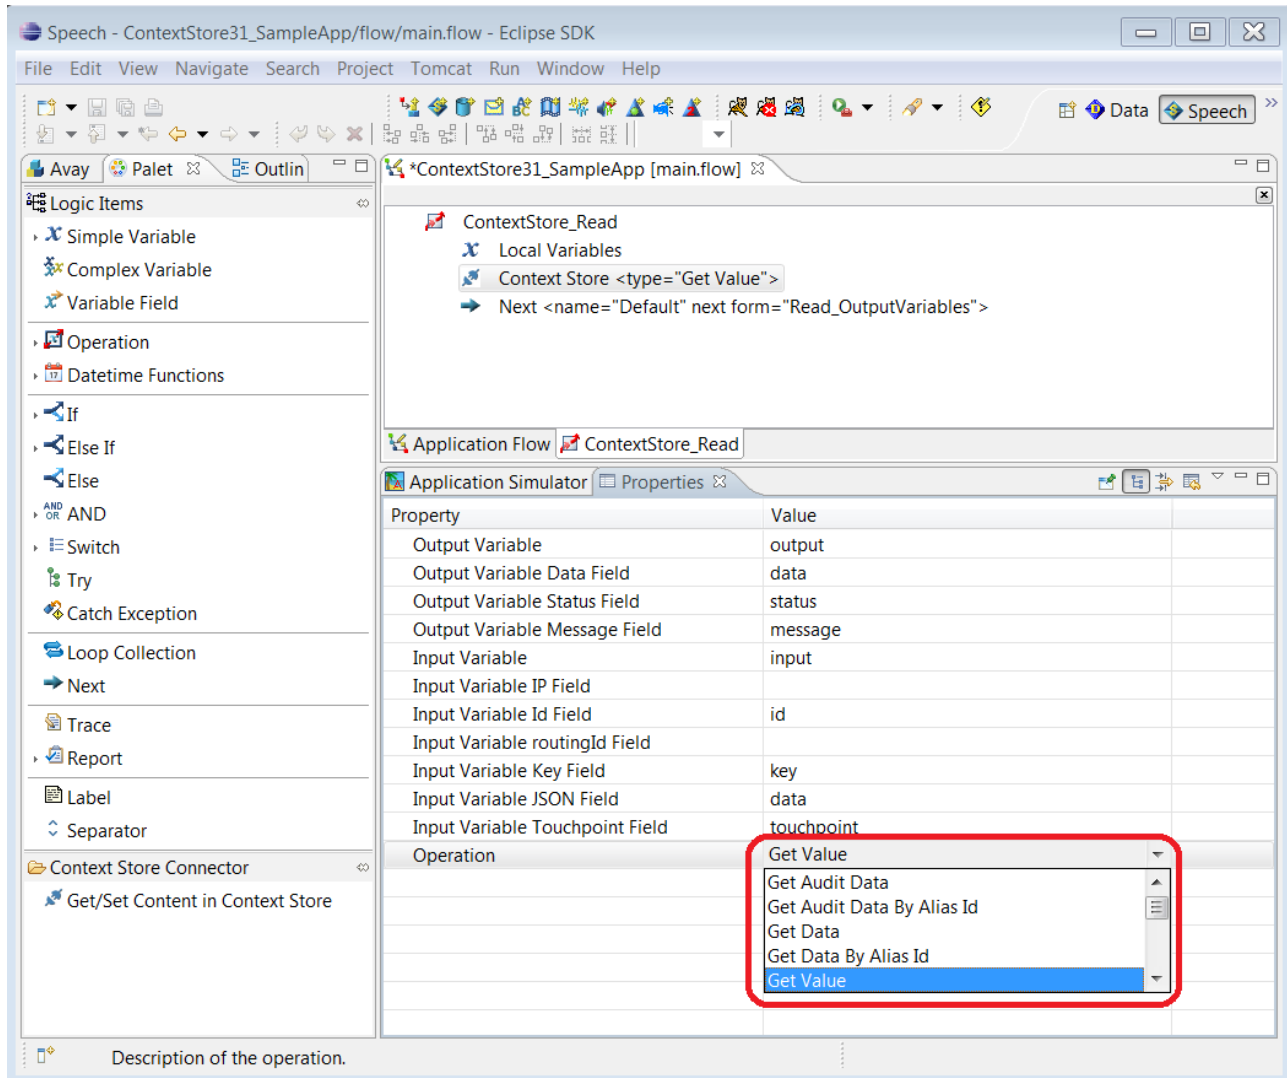 Speech - ContextStore31_SampleApp/flow/main.flow - Eclipse SDK
File Edit View Navigate Search Project Tomcat Run Window Help
Data Speech
Avay Palet Outlin
*ContextStore31_SampleApp [main.flow]
Logic Items
Simple Variable
Complex Variable
Variable Field
Operation
Datetime Functions
If
Else If
Else
AND OR AND
Switch
Try
Catch Exception
Loop Collection
Next
Trace
Report
Label
Separator
Context Store Connector
Get/Set Content in Context Store
ContextStore_Read
Local Variables
Context Store <type="Get Value">
Next <name="Default" next form="Read_OutputVariables">
Application Flow ContextStore_Read
Application Simulator Properties
Property Value
Output Variable output
Output Variable Data Field data
Output Variable Status Field status
Output Variable Message Field message
Input Variable input
Input Variable IP Field
Input Variable Id Field id
Input Variable routingId Field
Input Variable Key Field key
Input Variable JSON Field data
Input Variable Touchpoint Field touchpoint
Operation Get Value
Get Audit Data
Get Audit Data By Alias Id
Get Data
Get Data By Alias Id
Get Value
Description of the operation.